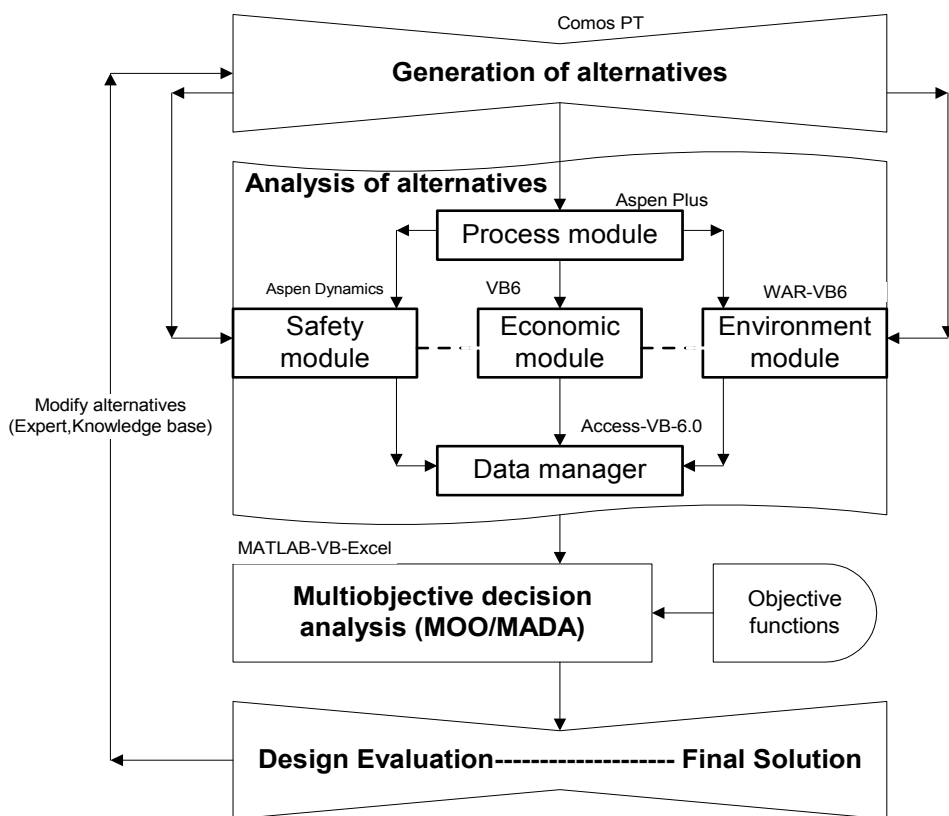 Comos PT
Generation of alternatives
Analysis of alternatives
Aspen Plus
Process module
Aspen Dynamics
VB6
WAR-VB6
Safety
module
Economic
module
Environment
module
Modify alternatives
(Expert,Knowledge base)
Access-VB-6.0
Data manager
MATLAB-VB-Excel
Multiobjective decision
analysis (MOO/MADA)
Objective
functions
Design Evaluation-------------------- Final Solution